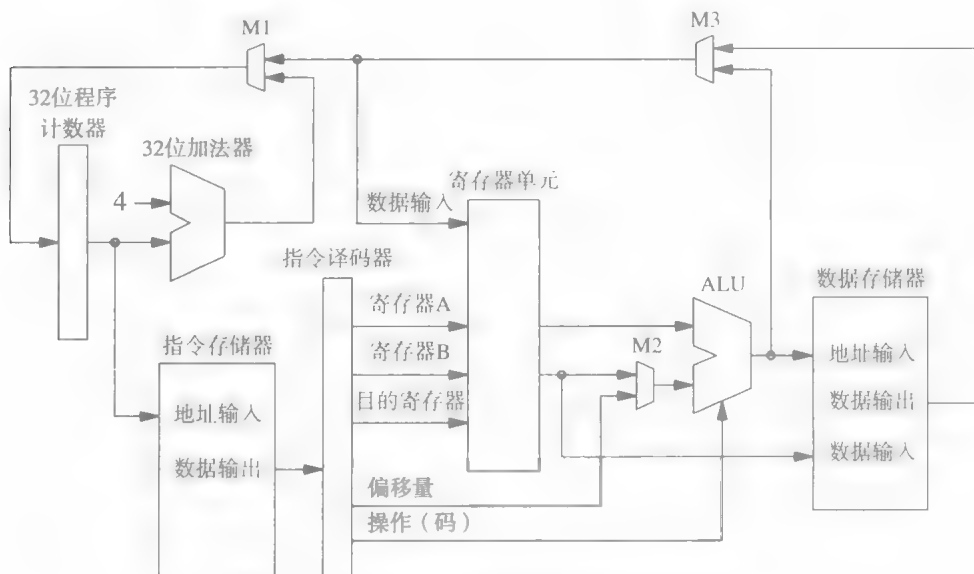 M1
M3
32位程序
计数器
32位加法器
4
数据输入
寄存器单元
指令译码器
寄存器A
寄存器B
目的寄存器
偏移量
操作（码）
指令存储器
地址输入
数据输出
M2
ALU
数据存储器
地址输入
数据输出
数据输入